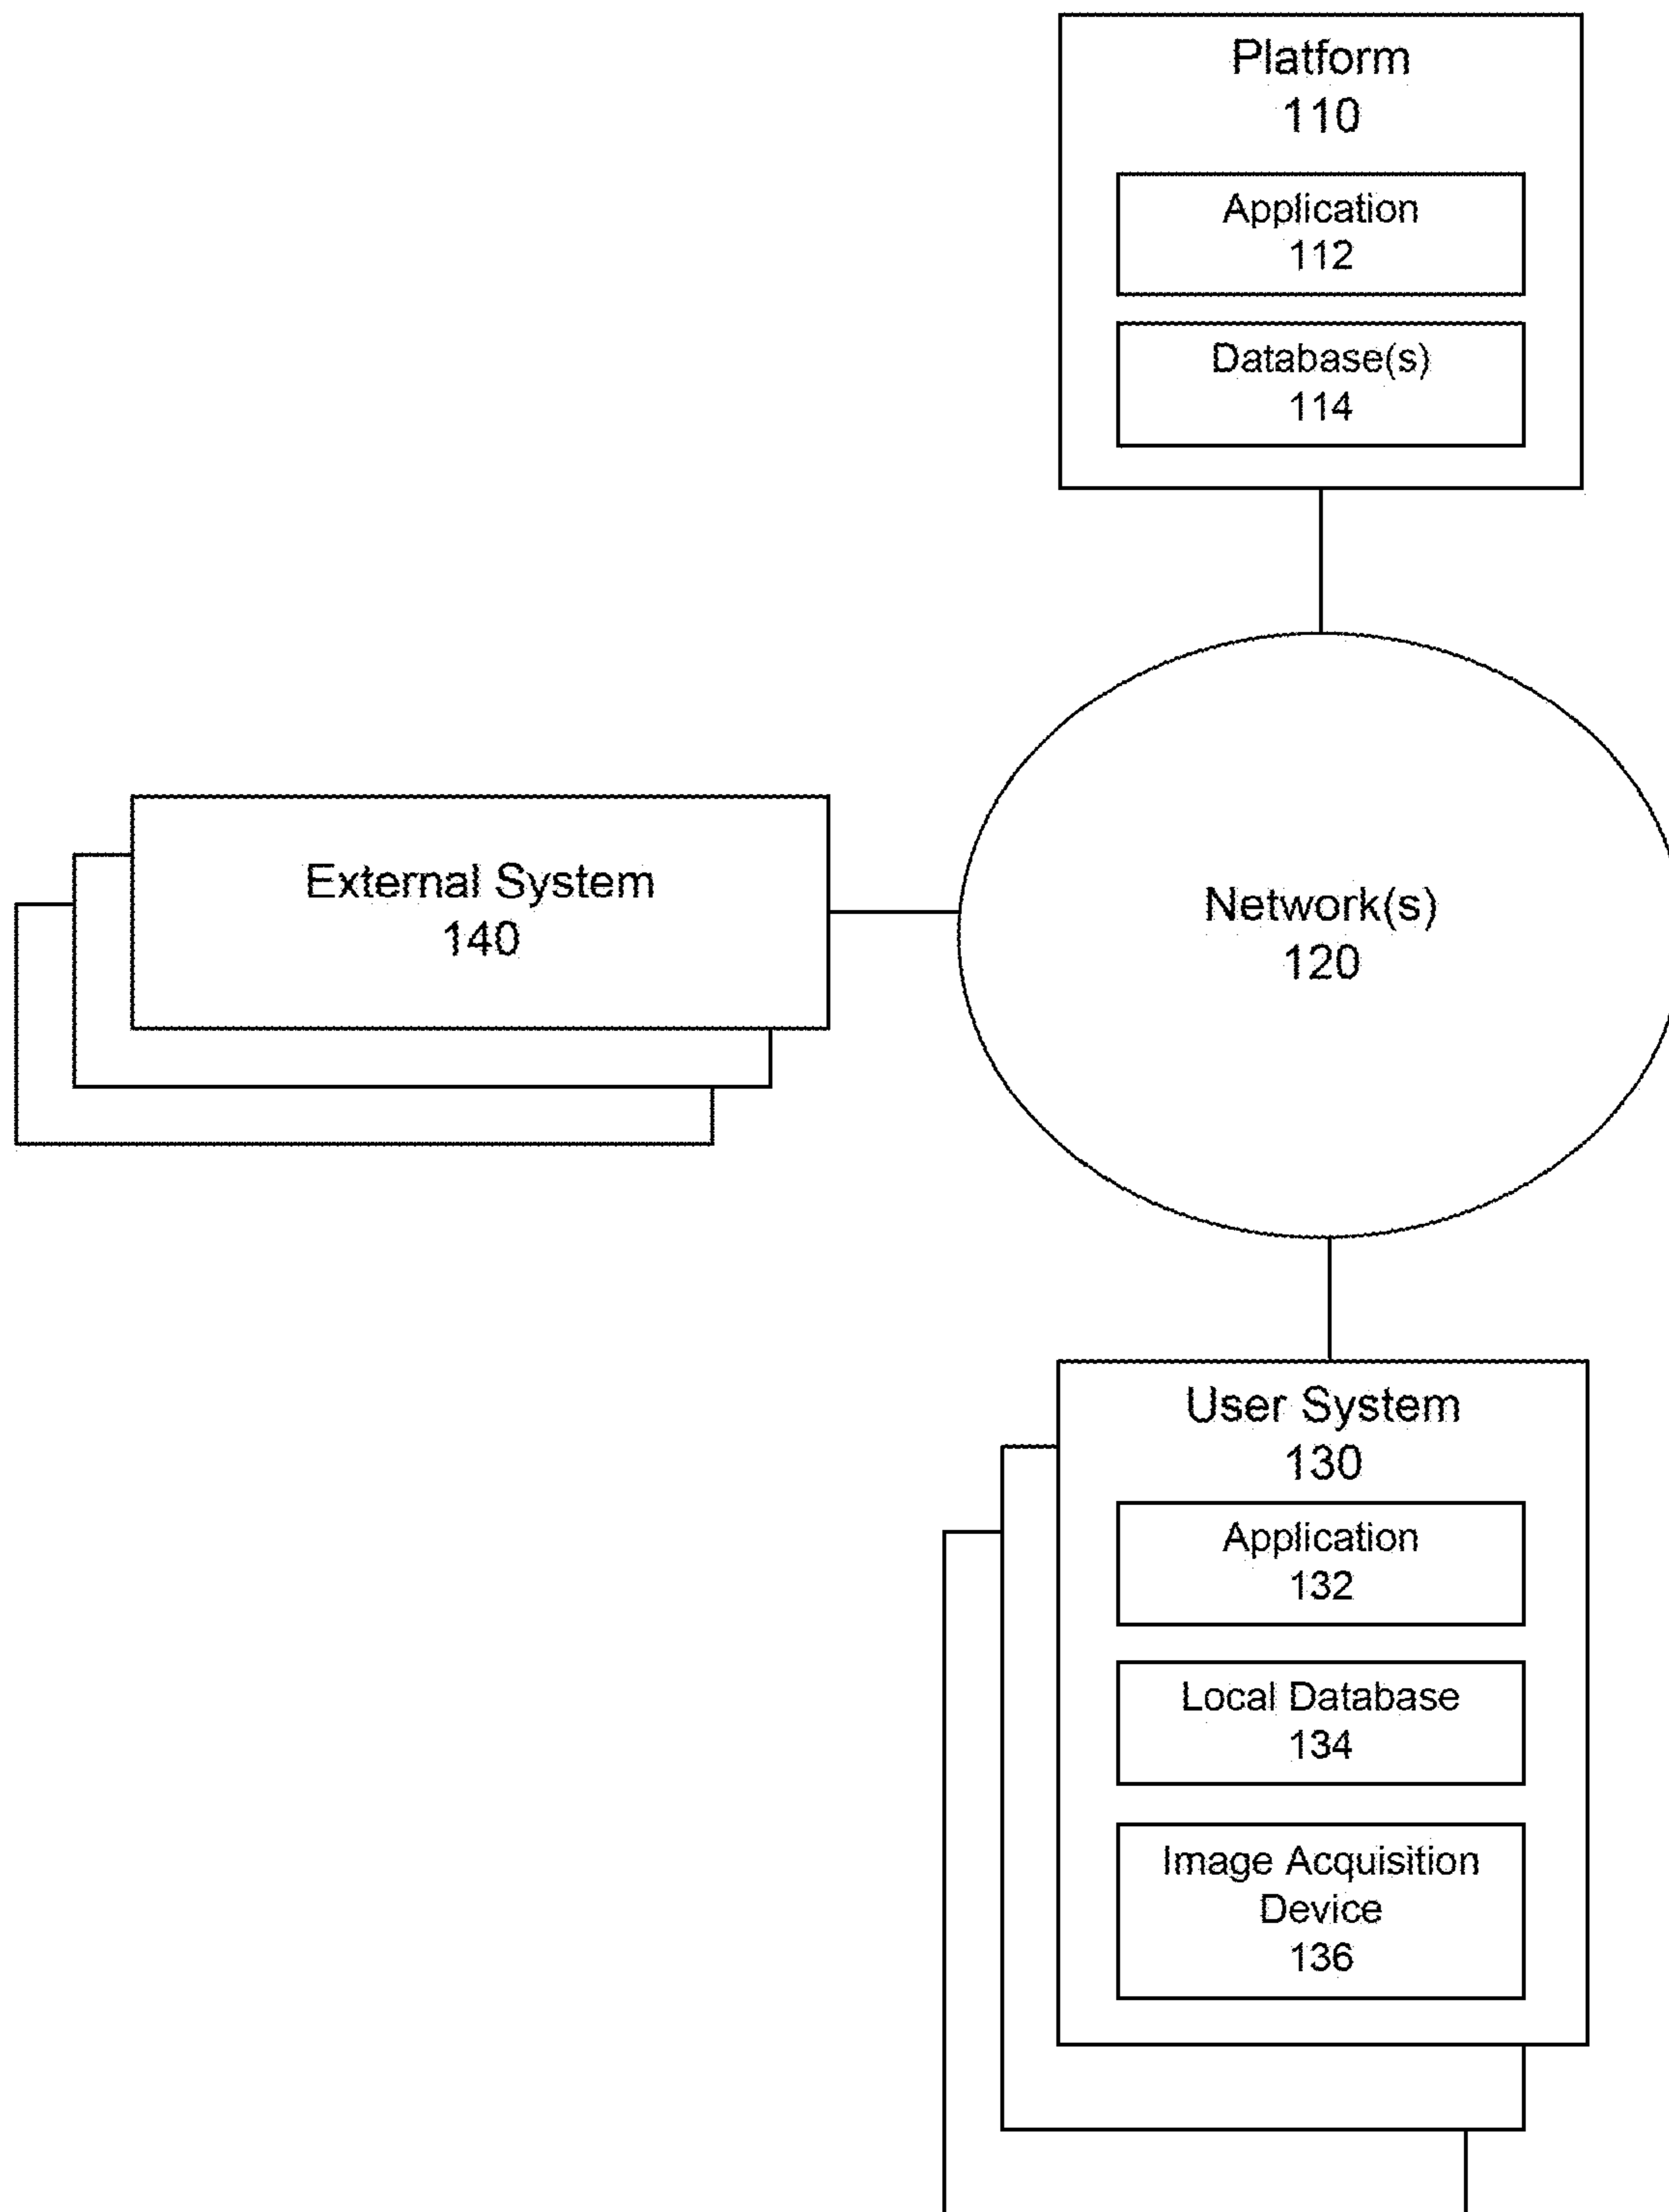 Platform
110
Application
112
Database(s)
114
External System
140
Network(s)
120
User System
130
Application
132
Local Database
134
Image Acquisition
Device
136